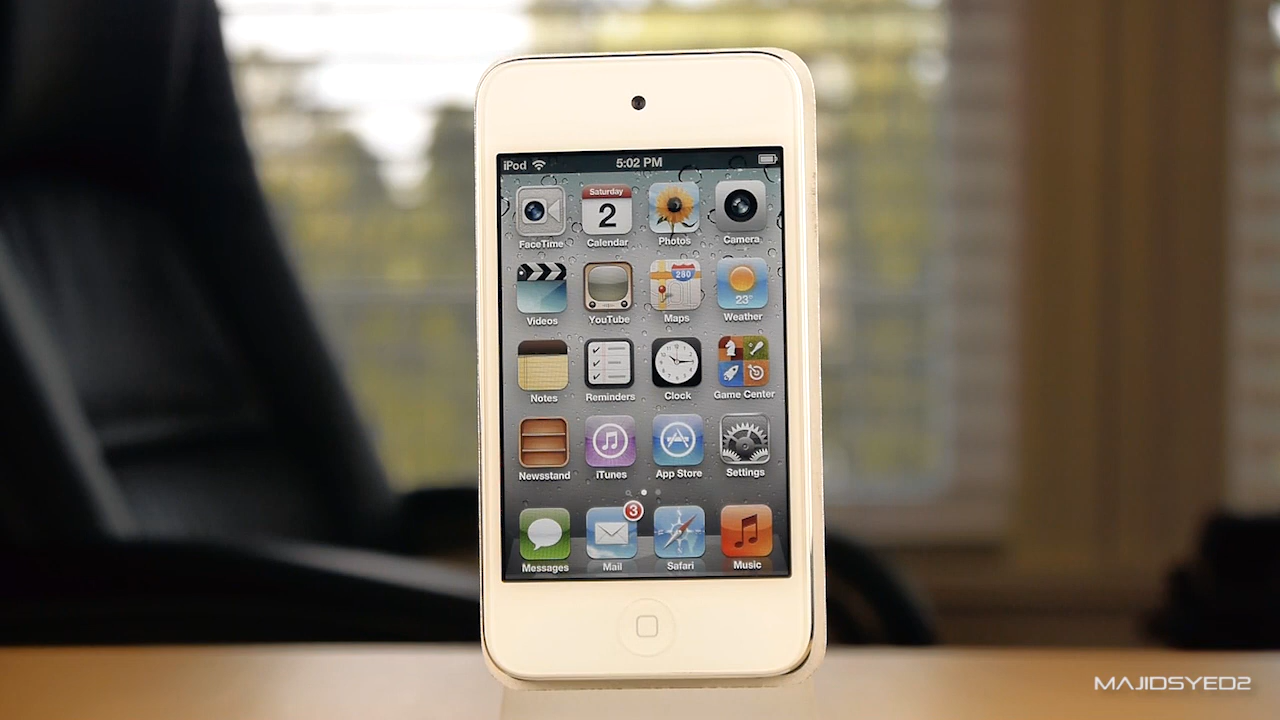 iPod 5:02 PM
Saturday
2
FaceTime Calendar Photos Camera
280
23°
Videos YouTube Maps Weather
Notes Reminders Clock Game Center
Newsstand iTunes App Store Settings
3
Messages Mail Safari Music
MAJIDSYED2